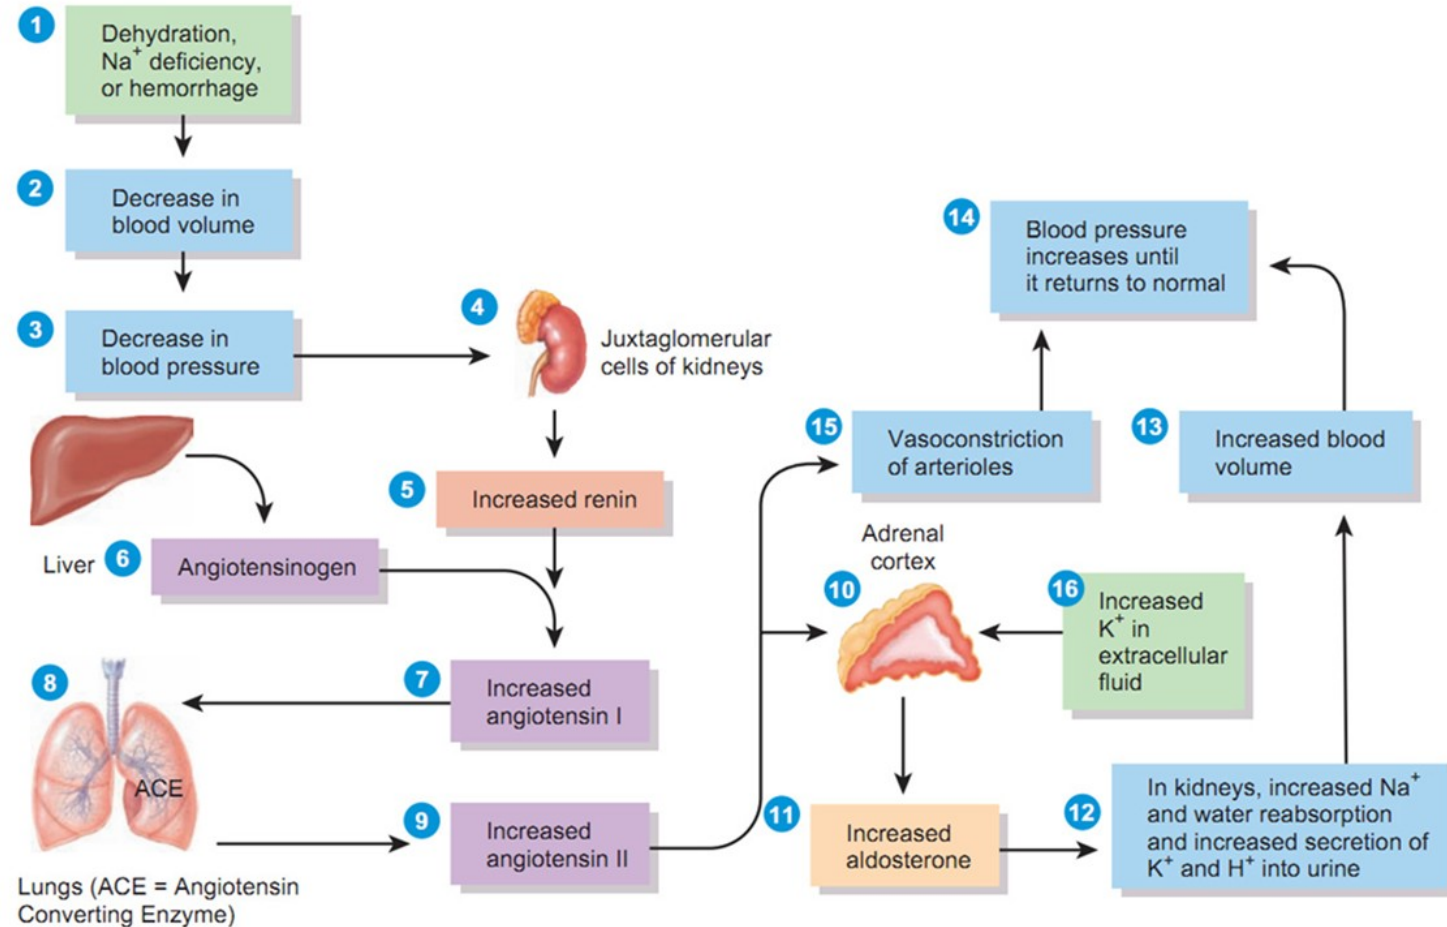 1
Dehydration,
Na+ deficiency,
or hemorrhage
2
Decrease in
blood volume
3
Decrease in
blood pressure
4
Juxtaglomerular
cells of kidneys
5
Increased renin
Liver
6
Angiotensinogen
7
Increased
angiotensin I
8
ACE
Lungs (ACE = Angiotensin
Converting Enzyme)
9
Increased
angiotensin II
10
Adrenal
cortex
11
Increased
aldosterone
12
In kidneys, increased Na+
and water reabsorption
and increased secretion of
K+ and H+ into urine
13
Increased blood
volume
14
Blood pressure
increases until
it returns to normal
15
Vasoconstriction
of arterioles
16
Increased
K+ in
extracellular
fluid